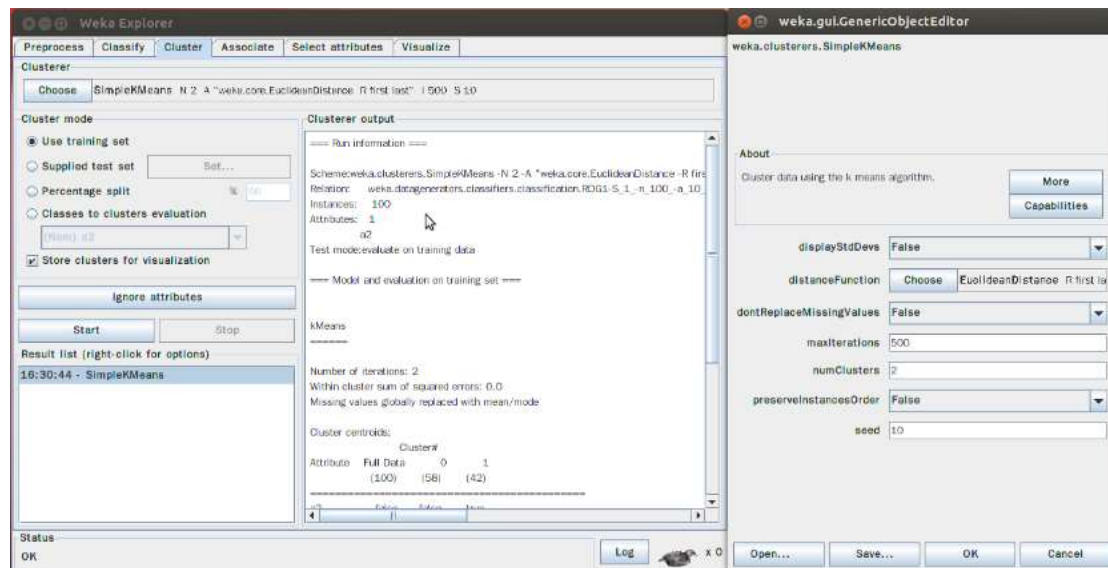 Weka Explorer
Preprocess Classify Cluster Associate Select attributes Visualize
Clusterer
Choose SimpleKMeans -N 2 -A "weka.core.EuclideanDistance -R first-last" -I 500 -S 10
Cluster mode
Use training set
Supplied test set Set...
Percentage split %
Classes to clusters evaluation
(Nom) a2
Store clusters for visualization
Ignore attributes
Start Stop
Result list (right-click for options)
16:30:44 - SimpleKMeans
Clusterer output
=== Run information ===
Scheme:weka.clusterers.SimpleKMeans -N 2 -A "weka.core.EuclideanDistance -R firs
Relation: weka.datagenerators.classifiers.classification.RDG1-S_1_-n_100_-a_10_
Instances: 100
Attributes: 1
a2
Test mode:evaluate on training data
=== Model and evaluation on training set ===
kMeans
======
Number of iterations: 2
Within cluster sum of squared errors: 0.0
Missing values globally replaced with mean/mode
Cluster centroids:
Cluster#
Attribute Full Data 0 1
(100) (58) (42)
==============================================
a2 false false true
Status
OK
Log x 0
weka.gui.GenericObjectEditor
weka.clusterers.SimpleKMeans
About
Cluster data using the k means algorithm.
More
Capabilities
displayStdDevs False
distanceFunction Choose EuclideanDistance -R first-la
dontReplaceMissingValues False
maxIterations 500
numClusters 2
preserveInstancesOrder False
seed 10
Open... Save... OK Cancel